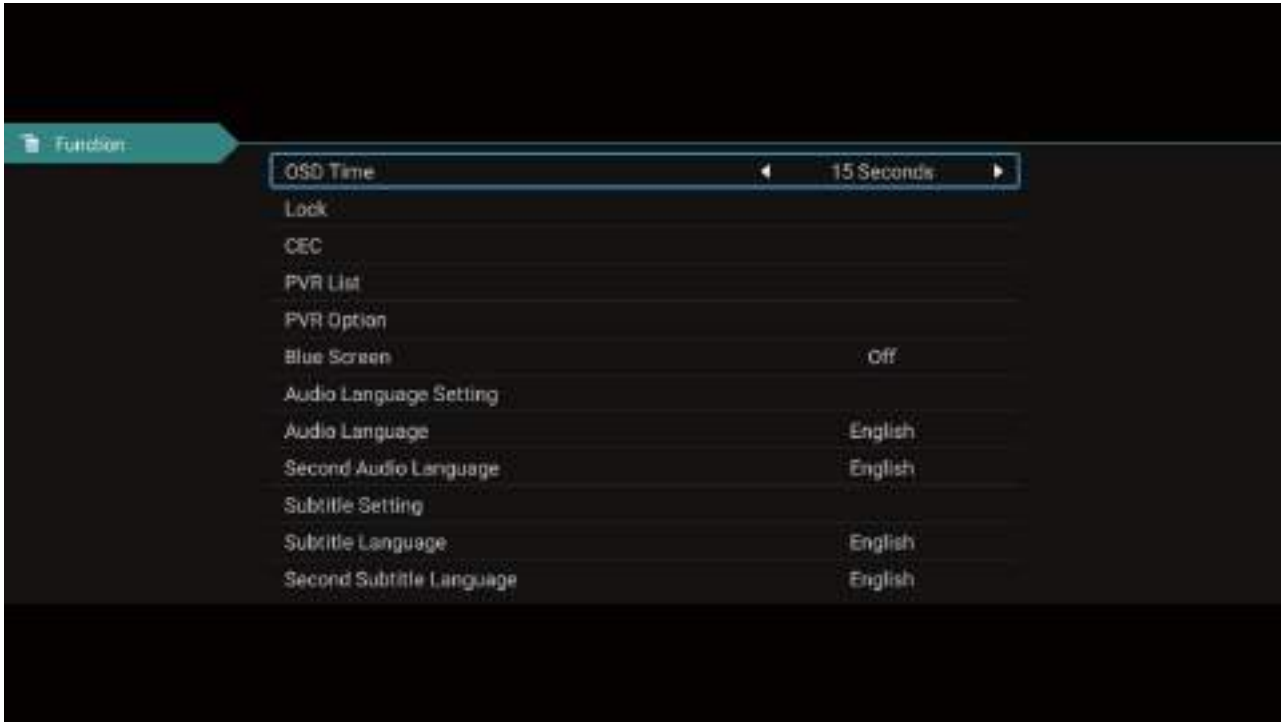 Function
OSD Time 15 Seconds
Lock
CEC
PVR List
PVR Option
Blue Screen Off
Audio Language Setting
Audio Language English
Second Audio Language English
Subtitle Setting
Subtitle Language English
Second Subtitle Language English